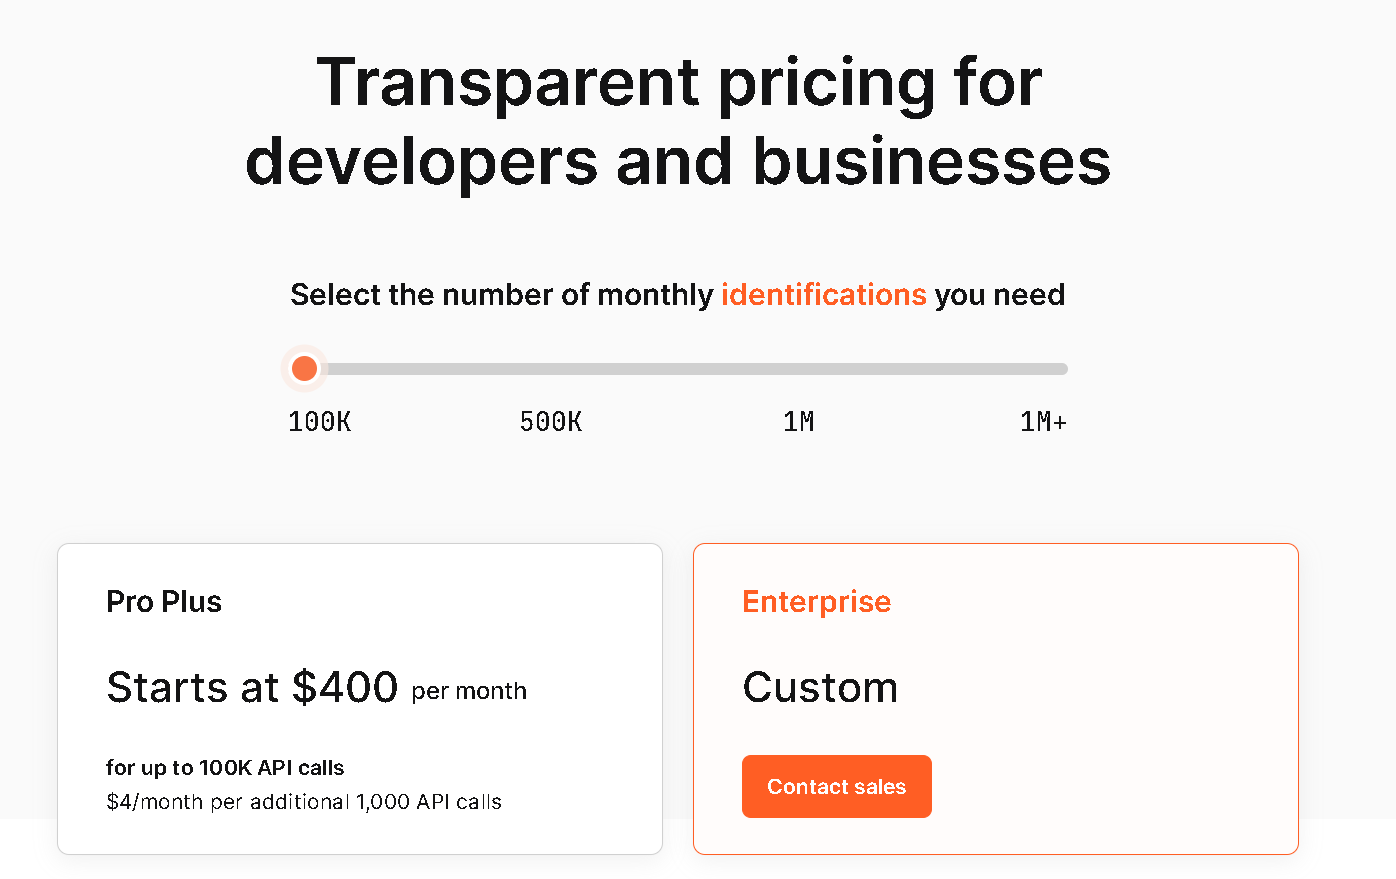 Transparent pricing for
developers and businesses
Select the number of monthly identifications you need
100K 500K 1M 1M+
Pro Plus
Starts at $400 per month
for up to 100K API calls
$4/month per additional 1,000 API calls
Enterprise
Custom
Contact sales